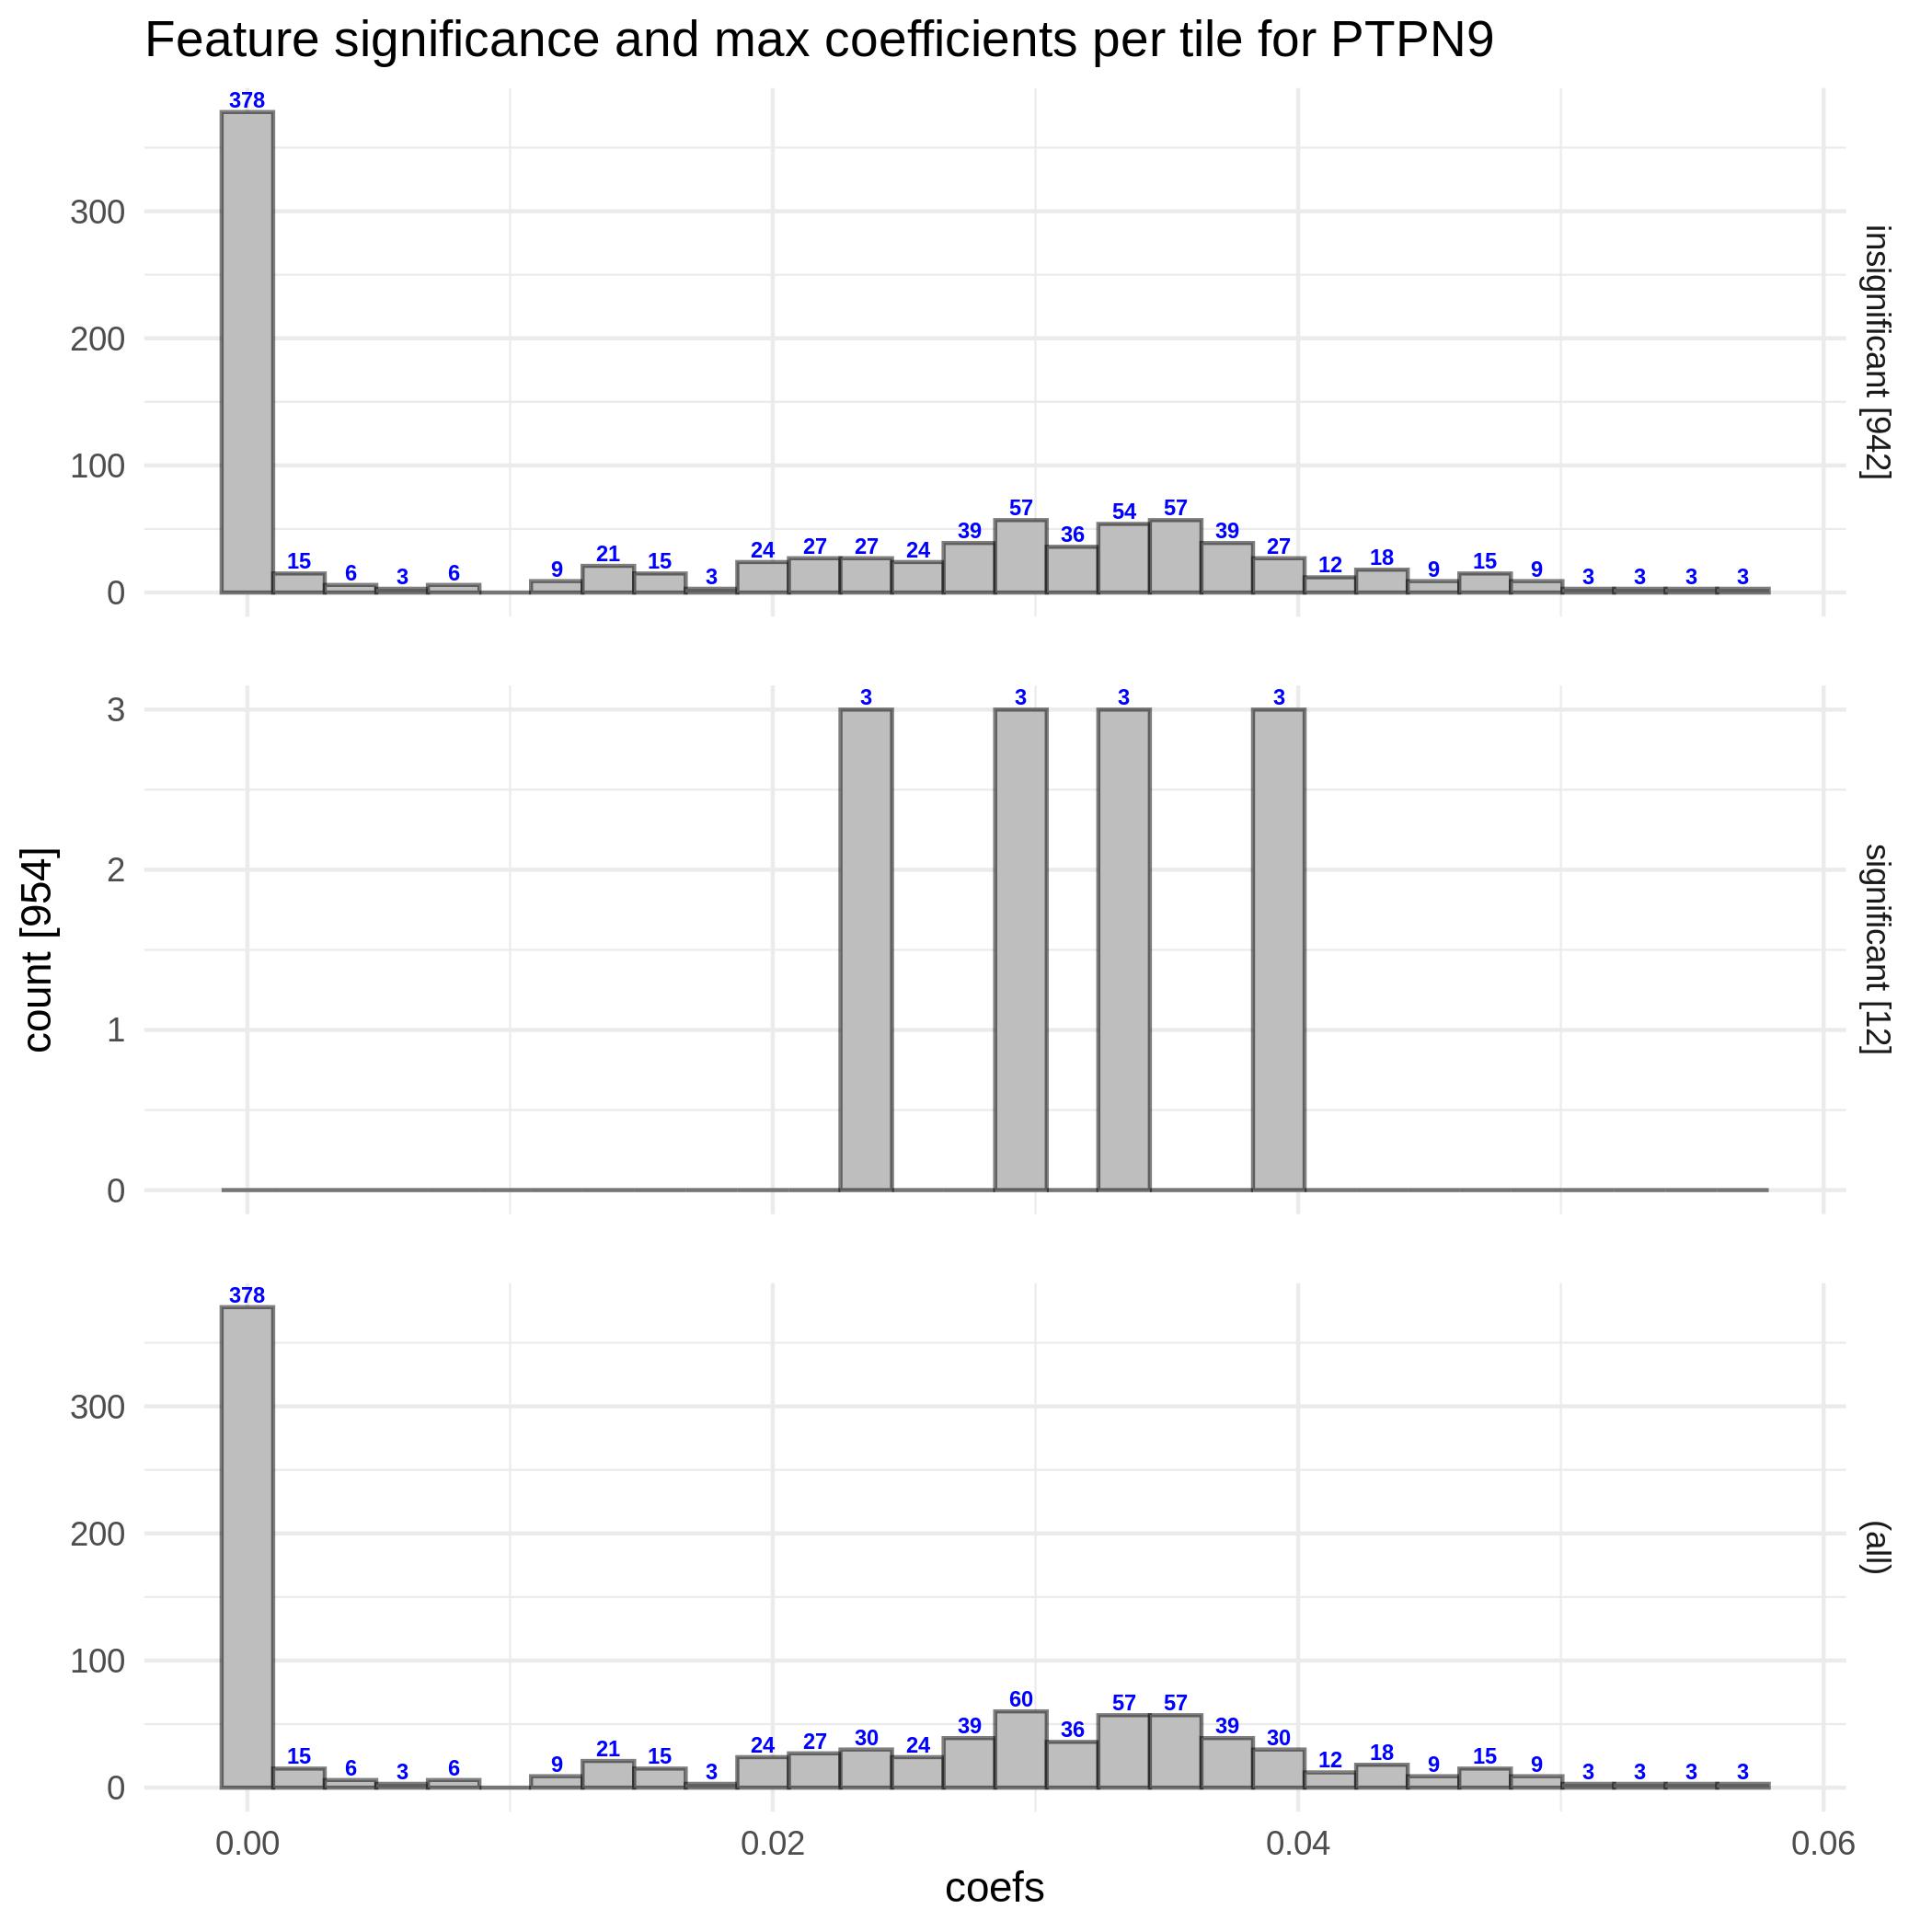 Feature significance and max coefficients per tile for PTPN9
378
15 6 3 6 9 21 15 3 24 27 27 24 39 57 36 54 57 39 27 12 18 9 15 9 3 3 3 3
300
200
100
0
insignificant [942]
3 3 3 3
3
2
1
0
significant [12]
count [954]
378
15 6 3 6 9 21 15 3 24 27 30 24 39 60 36 57 57 39 30 12 18 9 15 9 3 3 3 3
300
200
100
0
(all)
0.00 0.02 0.04 0.06
coefs